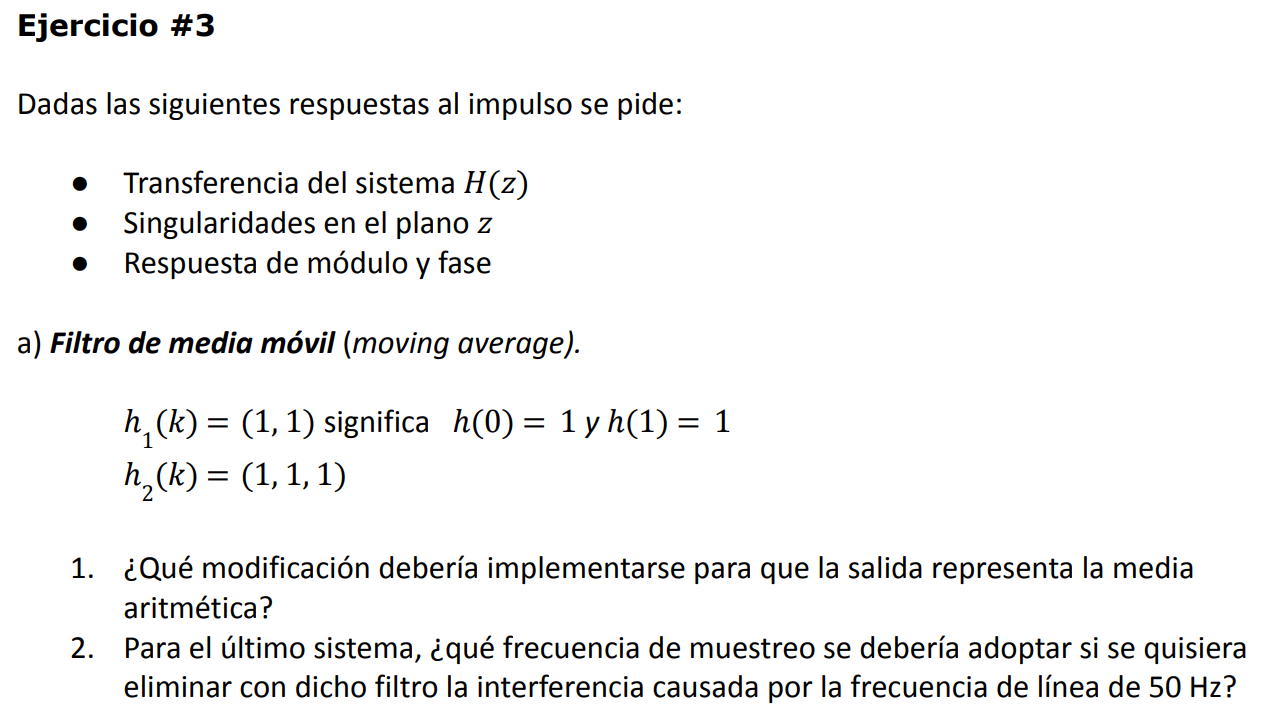 Ejercicio #3
Dadas las siguientes respuestas al impulso se pide:
● Transferencia del sistema H(z)
● Singularidades en el plano z
● Respuesta de módulo y fase
a) Filtro de media móvil (moving average).
h₁(k) = (1, 1) significa h(0) = 1 y h(1) = 1
h₂(k) = (1, 1, 1)
1. ¿Qué modificación debería implementarse para que la salida representa la media
aritmética?
2. Para el último sistema, ¿qué frecuencia de muestreo se debería adoptar si se quisiera
eliminar con dicho filtro la interferencia causada por la frecuencia de línea de 50 Hz?